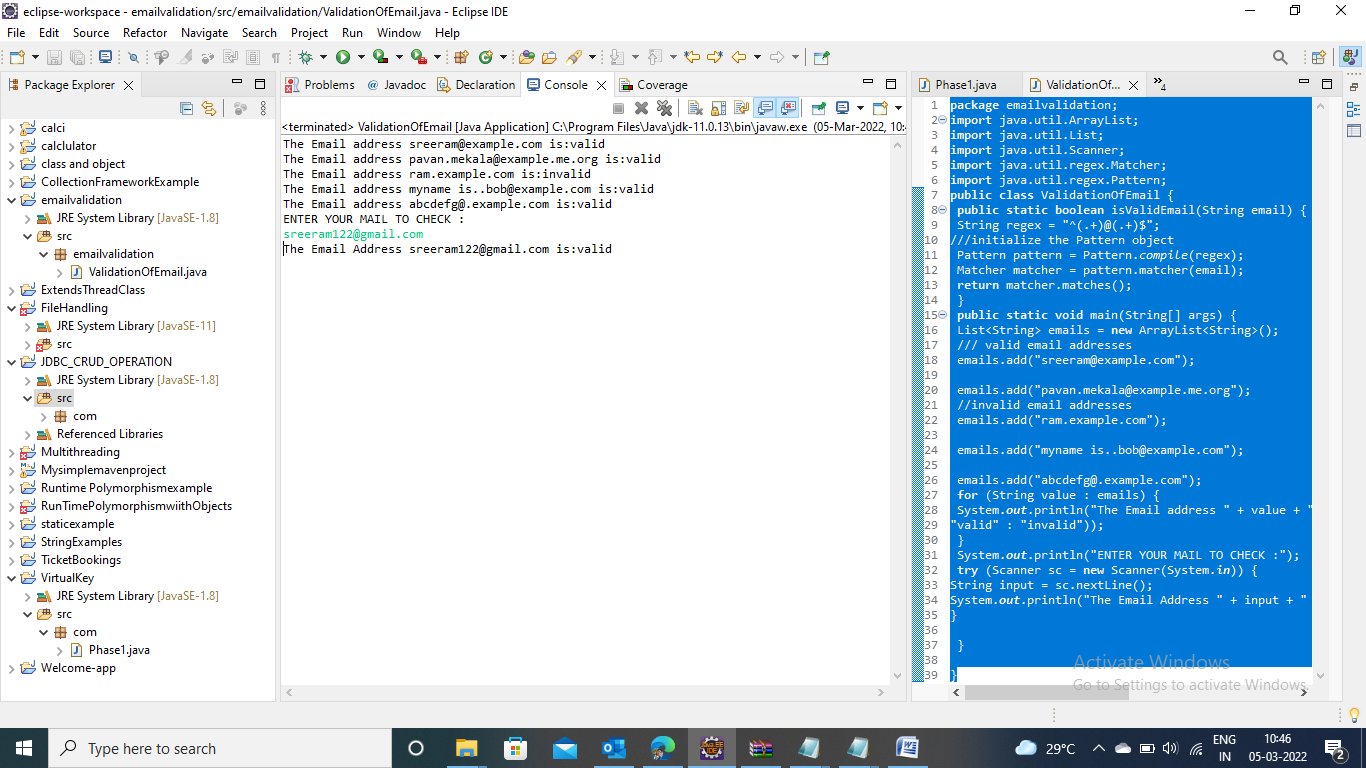 eclipse-workspace - emailvalidation/src/emailvalidation/ValidationOfEmail.java - Eclipse IDE
File Edit Source Refactor Navigate Search Project Run Window Help
Package Explorer
calci
calclulator
class and object
CollectionFrameworkExample
emailvalidation
JRE System Library [JavaSE-1.8]
src
emailvalidation
ValidationOfEmail.java
ExtendsThreadClass
FileHandling
JRE System Library [JavaSE-11]
src
JDBC_CRUD_OPERATION
JRE System Library [JavaSE-1.8]
src
com
Referenced Libraries
Multithreading
Mysimplemavenproject
Runtime Polymorphismexample
RunTimePolymorphismwiithObjects
staticexample
StringExamples
TicketBookings
VirtualKey
JRE System Library [JavaSE-1.8]
src
com
Phase1.java
Welcome-app
Problems @ Javadoc Declaration Console Coverage
<terminated> ValidationOfEmail [Java Application] C:\Program Files\Java\jdk-11.0.13\bin\javaw.exe (05-Mar-2022, 10:4
The Email address sreeram@example.com is:valid
The Email address pavan.mekala@example.me.org is:valid
The Email address ram.example.com is:invalid
The Email address myname is..bob@example.com is:valid
The Email address abcdefg@.example.com is:valid
ENTER YOUR MAIL TO CHECK :
sreeram122@gmail.com
The Email Address sreeram122@gmail.com is:valid
Phase1.java ValidationOf... »4
1 package emailvalidation;
2 import java.util.ArrayList;
3 import java.util.List;
4 import java.util.Scanner;
5 import java.util.regex.Matcher;
6 import java.util.regex.Pattern;
7 public class ValidationOfEmail {
8 public static boolean isValidEmail(String email) {
9 String regex = "^(.+)@(.+)$";
10 ///initialize the Pattern object
11 Pattern pattern = Pattern.compile(regex);
12 Matcher matcher = pattern.matcher(email);
13 return matcher.matches();
14 }
15 public static void main(String[] args) {
16 List<String> emails = new ArrayList<String>();
17 /// valid email addresses
18 emails.add("sreeram@example.com");
19
20 emails.add("pavan.mekala@example.me.org");
21 //invalid email addresses
22 emails.add("ram.example.com");
23
24 emails.add("myname is..bob@example.com");
25
26 emails.add("abcdefg@.example.com");
27 for (String value : emails) {
28 System.out.println("The Email address " + value + "
29 "valid" : "invalid"));
30 }
31 System.out.println("ENTER YOUR MAIL TO CHECK :");
32 try (Scanner sc = new Scanner(System.in)) {
33 String input = sc.nextLine();
34 System.out.println("The Email Address " + input + "
35 }
36
37 }
38
39 }
Activate Windows
Go to Settings to activate Windows.
Type here to search
29°C
ENG
IN
10:46
05-03-2022
2